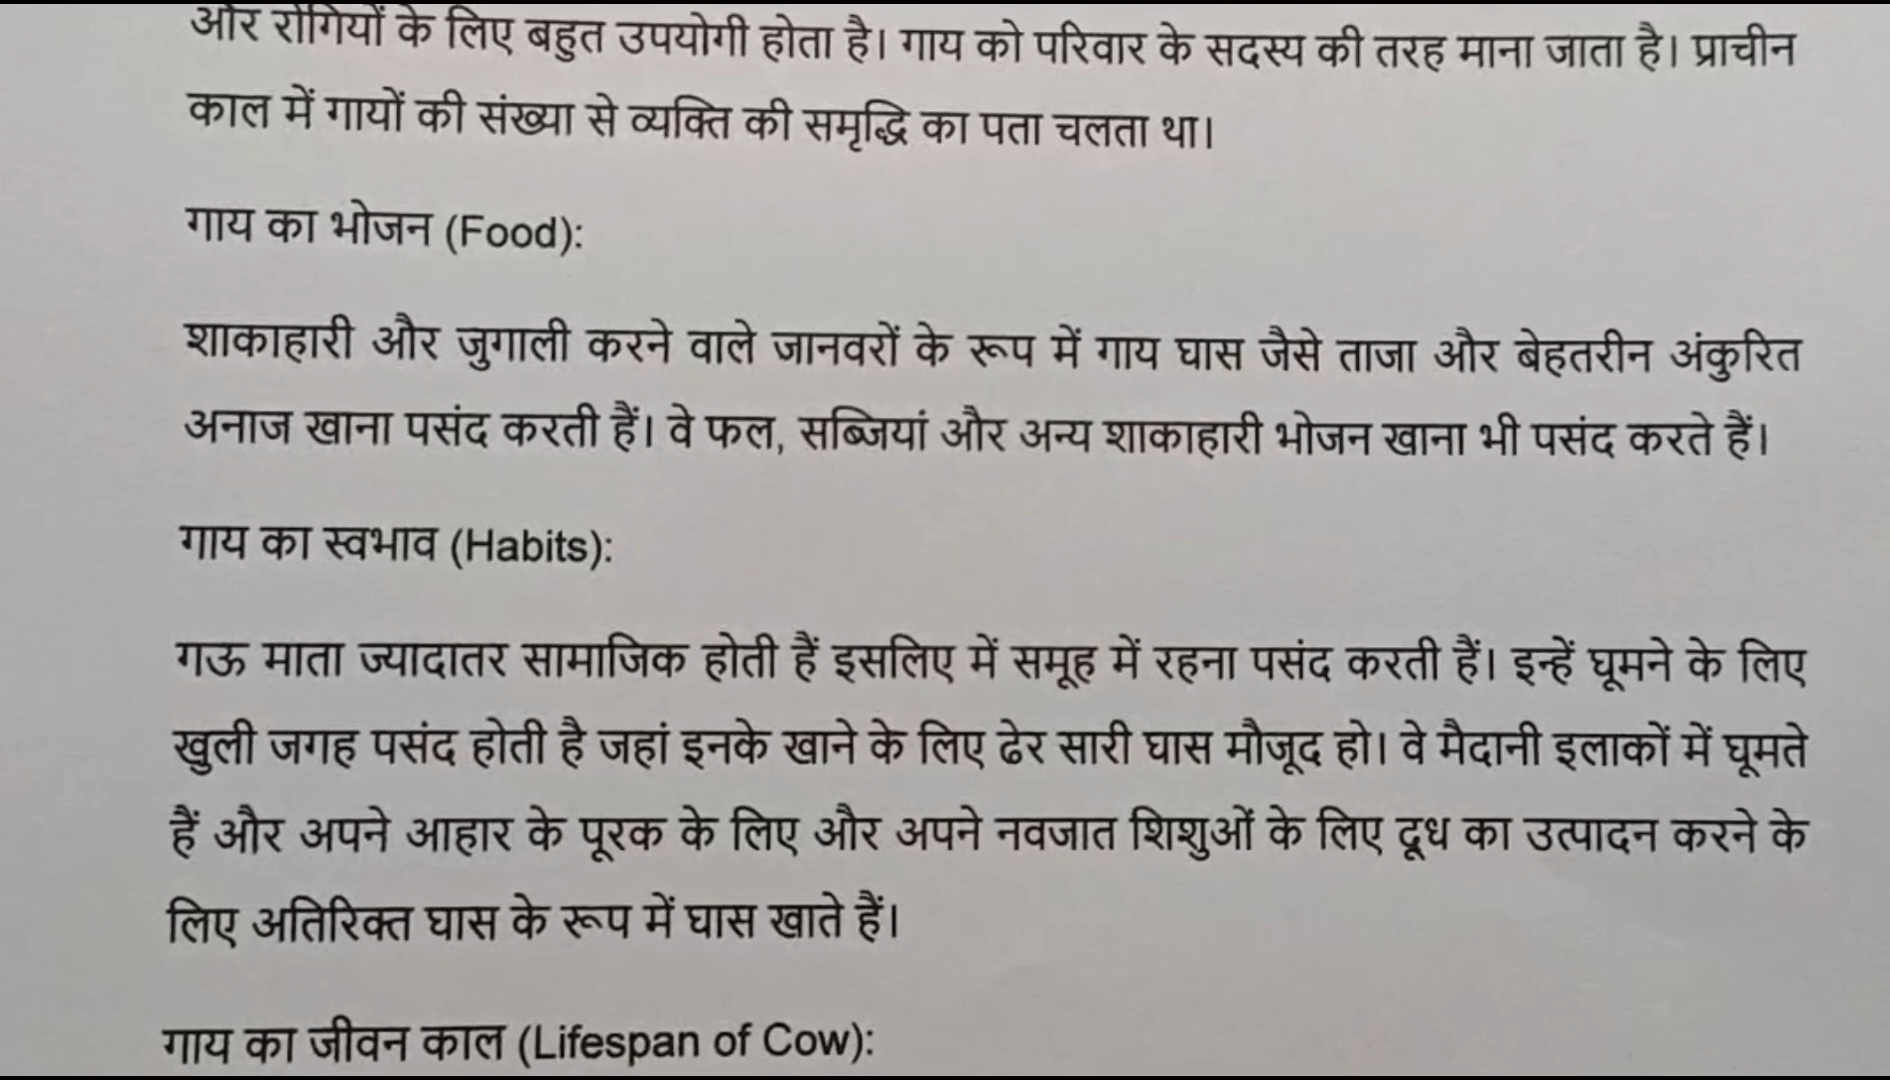 और रोगियों के लिए बहुत उपयोगी होता है। गाय को परिवार के सदस्य की तरह माना जाता है। प्राचीन
काल में गायों की संख्या से व्यक्ति की समृद्धि का पता चलता था।
गाय का भोजन (Food):
शाकाहारी और जुगाली करने वाले जानवरों के रूप में गाय घास जैसे ताजा और बेहतरीन अंकुरित
अनाज खाना पसंद करती हैं। वे फल, सब्जियां और अन्य शाकाहारी भोजन खाना भी पसंद करते हैं।
गाय का स्वभाव (Habits):
गऊ माता ज्यादातर सामाजिक होती हैं इसलिए में समूह में रहना पसंद करती हैं। इन्हें घूमने के लिए
खुली जगह पसंद होती है जहां इनके खाने के लिए ढेर सारी घास मौजूद हो। वे मैदानी इलाकों में घूमते
हैं और अपने आहार के पूरक के लिए और अपने नवजात शिशुओं के लिए दूध का उत्पादन करने के
लिए अतिरिक्त घास के रूप में घास खाते हैं।
गाय का जीवन काल (Lifespan of Cow):